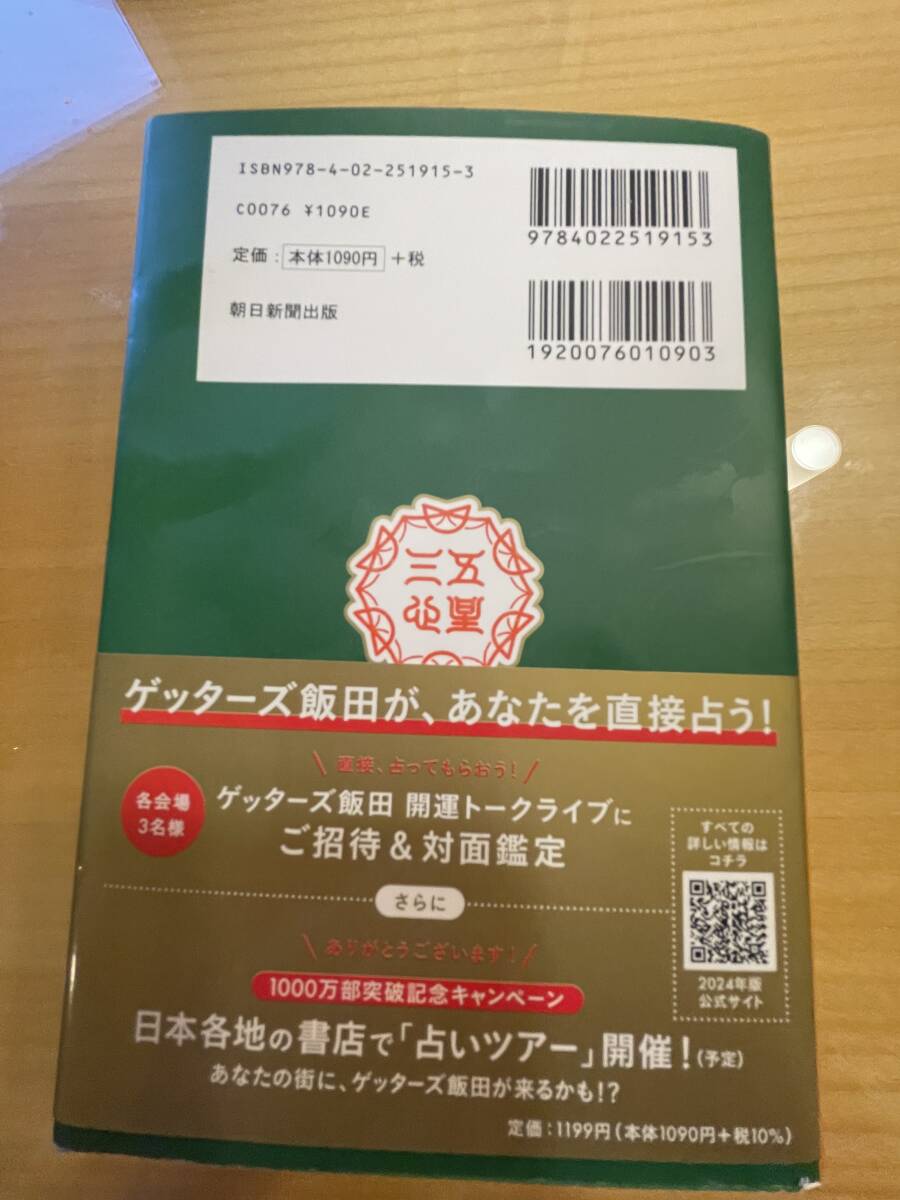 ISBN978-4-02-251915-3
C0076 ¥1090E
定価：本体1090円＋税
朝日新聞出版
9784022519153
1920076010903
五星三心
ゲッターズ飯田が、あなたを直接占う！
直接、占ってもらおう！
各会場
3名様
ゲッターズ飯田 開運トークライブに
ご招待＆対面鑑定
すべての
詳しい情報は
コチラ
2024年版
公式サイト
さらに
ありがとうございます！
1000万部突破記念キャンペーン
日本各地の書店で「占いツアー」開催！（予定）
あなたの街に、ゲッターズ飯田が来るかも!？
定価：1199円（本体1090円＋税10%）